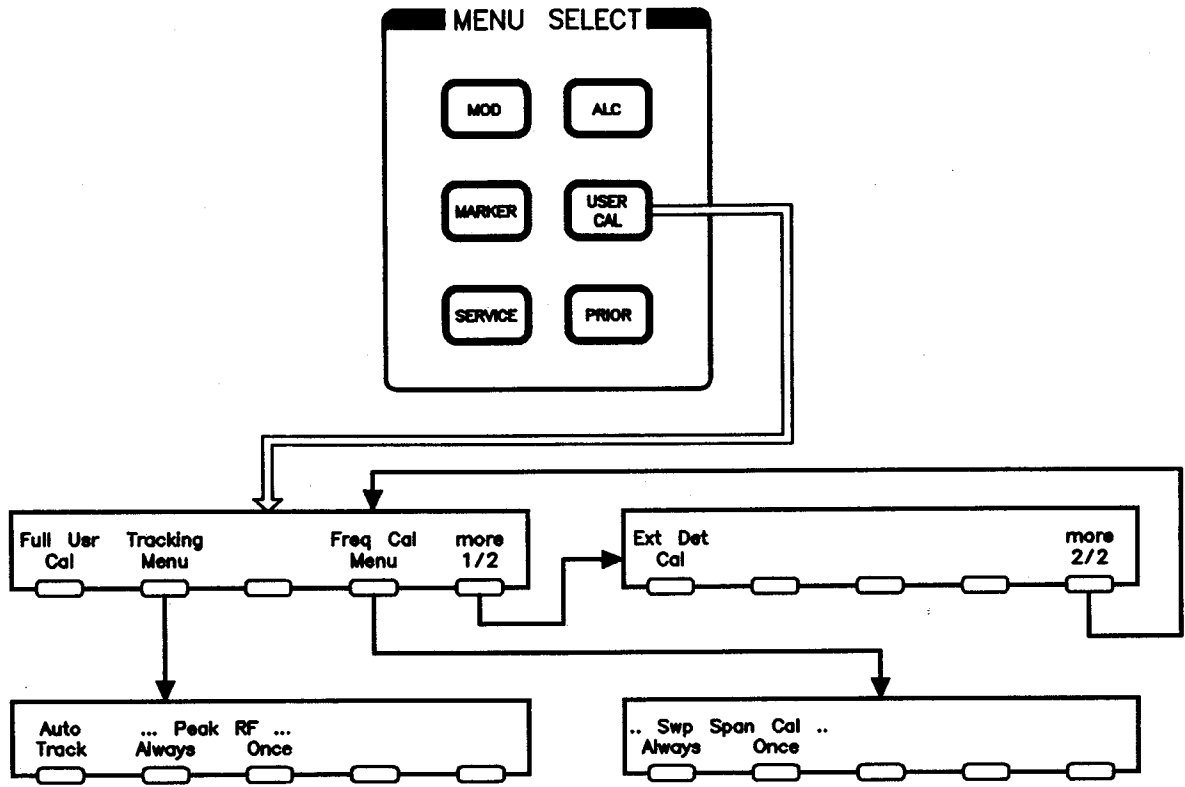 MENU SELECT
MOD
ALC
MARKER
USER
CAL
SERVICE
PRIOR
Full Usr
Cal
Tracking
Menu
Freq Cal
Menu
more
1/2
Ext Det
Cal
more
2/2
Auto
Track
... Peak RF ...
Always Once
.. Swp Span Cal ..
Always Once